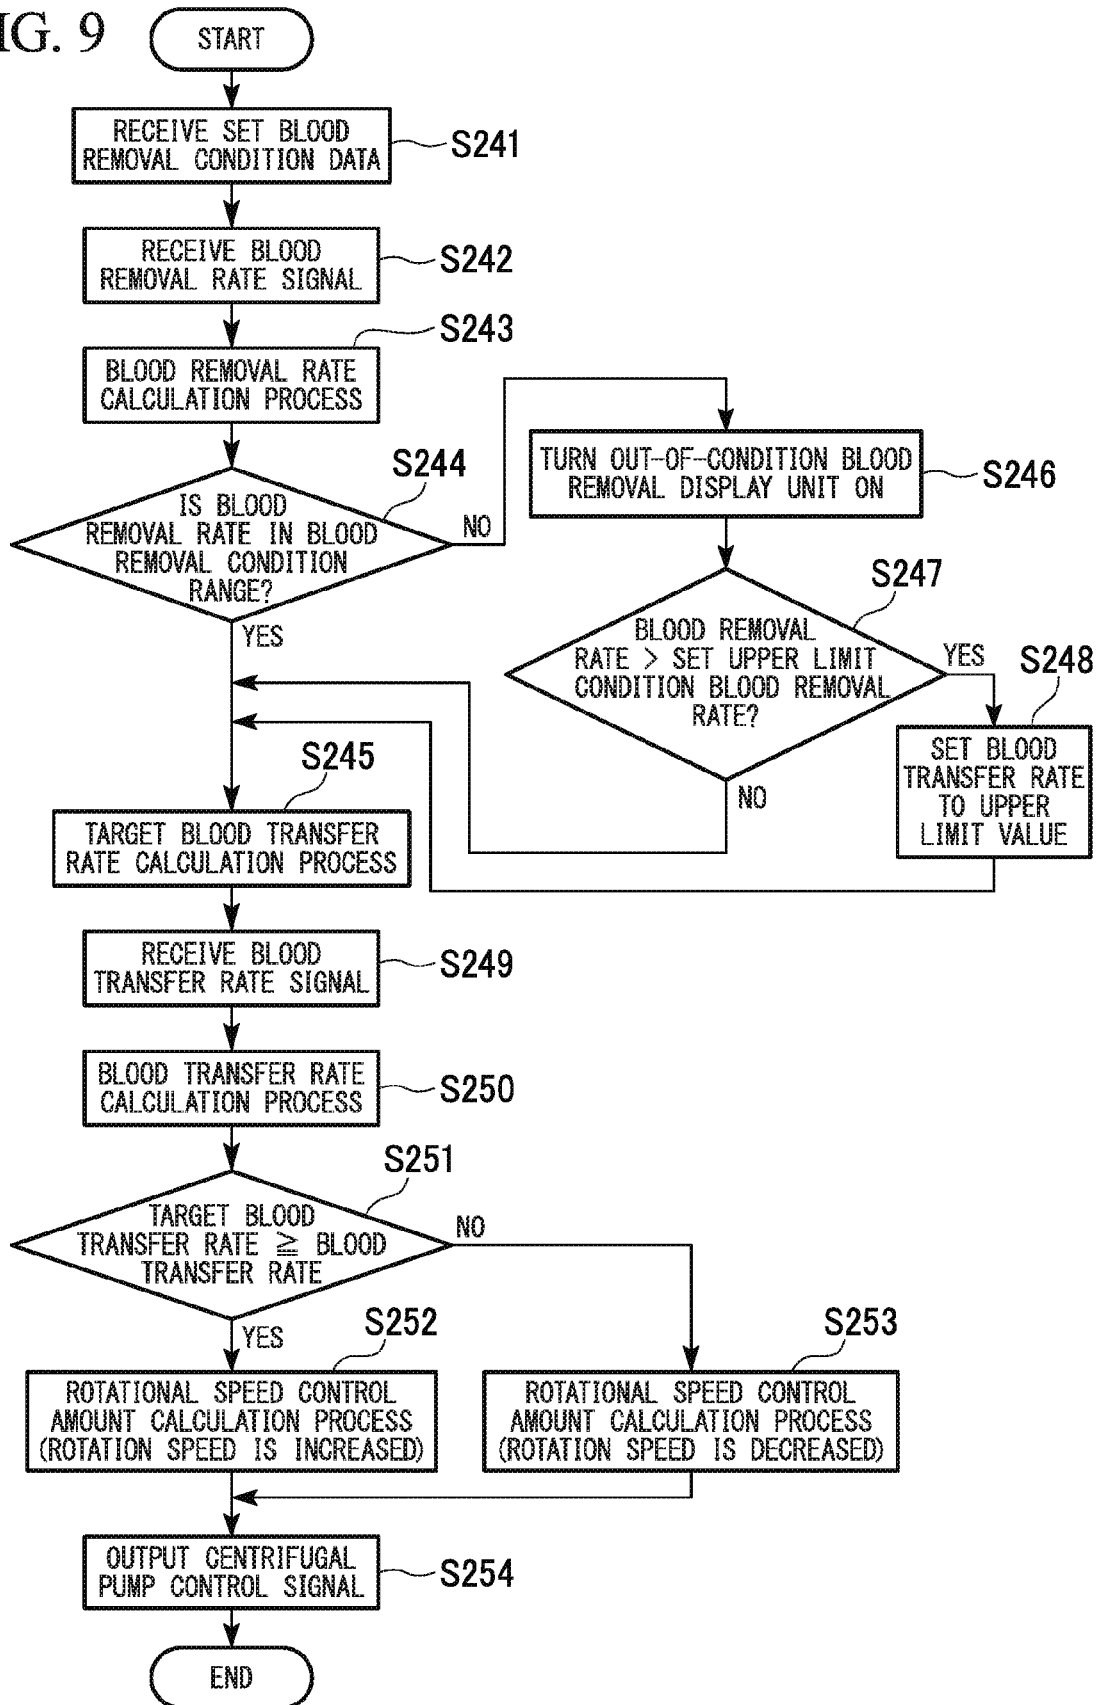 IG. 9
START
RECEIVE SET BLOOD
REMOVAL CONDITION DATA
S241
RECEIVE BLOOD
REMOVAL RATE SIGNAL
S242
S243
BLOOD REMOVAL RATE
CALCULATION PROCESS
S244
IS BLOOD
REMOVAL RATE IN BLOOD
REMOVAL CONDITION
RANGE?
NO
YES
TURN OUT-OF-CONDITION BLOOD
REMOVAL DISPLAY UNIT ON
S246
S247
BLOOD REMOVAL
RATE > SET UPPER LIMIT
CONDITION BLOOD REMOVAL
RATE?
YES
NO
S248
SET BLOOD
TRANSFER RATE
TO UPPER
LIMIT VALUE
S245
TARGET BLOOD TRANSFER
RATE CALCULATION PROCESS
RECEIVE BLOOD
TRANSFER RATE SIGNAL
S249
BLOOD TRANSFER RATE
CALCULATION PROCESS
S250
S251
TARGET BLOOD
TRANSFER RATE ≧ BLOOD
TRANSFER RATE
NO
YES
S252
ROTATIONAL SPEED CONTROL
AMOUNT CALCULATION PROCESS
(ROTATION SPEED IS INCREASED)
S253
ROTATIONAL SPEED CONTROL
AMOUNT CALCULATION PROCESS
(ROTATION SPEED IS DECREASED)
OUTPUT CENTRIFUGAL
PUMP CONTROL SIGNAL
S254
END